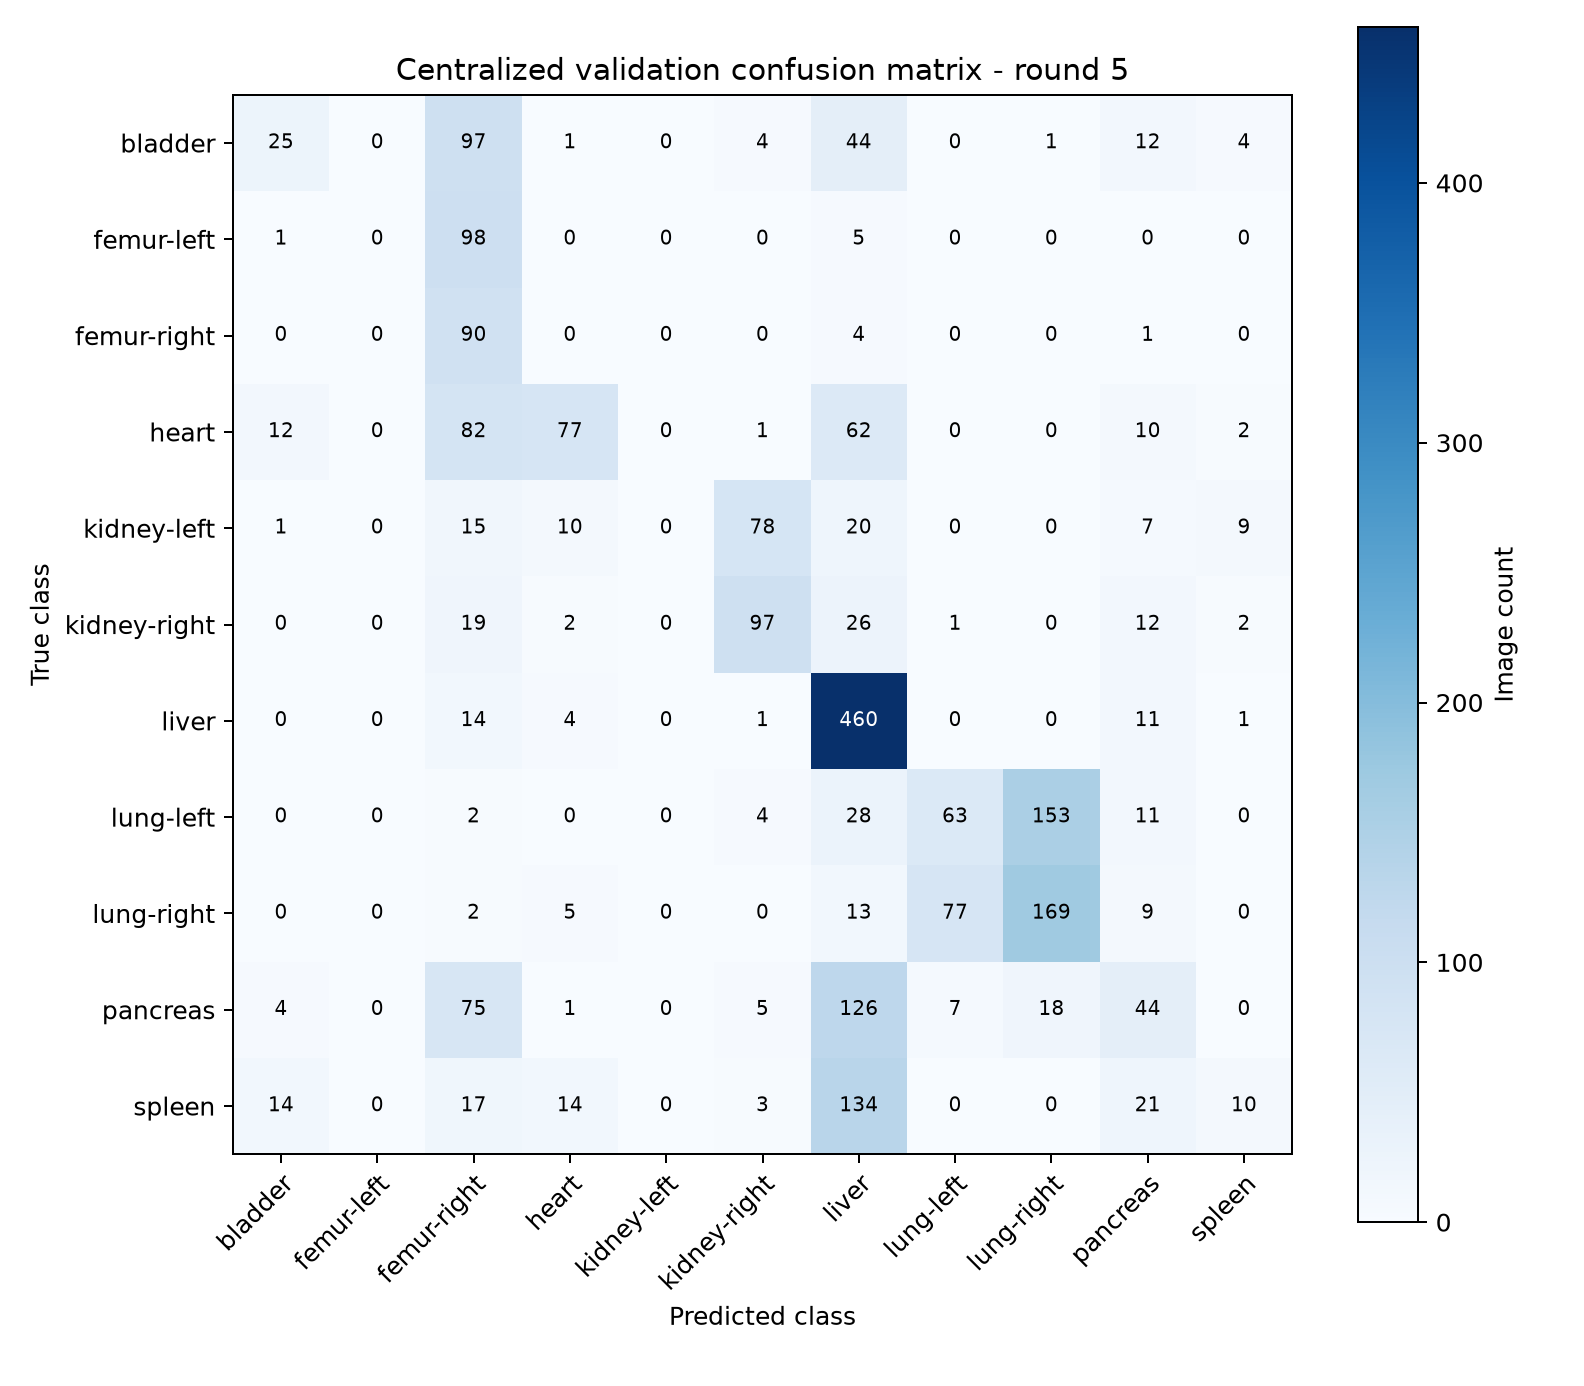 Centralized validation confusion matrix - round 5
bladder 25 0 97 1 0 4 44 0 1 12 4
femur-left 1 0 98 0 0 0 5 0 0 0 0
femur-right 0 0 90 0 0 0 4 0 0 1 0
heart 12 0 82 77 0 1 62 0 0 10 2
kidney-left 1 0 15 10 0 78 20 0 0 7 9
kidney-right 0 0 19 2 0 97 26 1 0 12 2
liver 0 0 14 4 0 1 460 0 0 11 1
lung-left 0 0 2 0 0 4 28 63 153 11 0
lung-right 0 0 2 5 0 0 13 77 169 9 0
pancreas 4 0 75 1 0 5 126 7 18 44 0
spleen 14 0 17 14 0 3 134 0 0 21 10
bladder femur-left femur-right heart kidney-left kidney-right liver lung-left lung-right pancreas spleen
Predicted class
True class
400
300
200
100
0
Image count